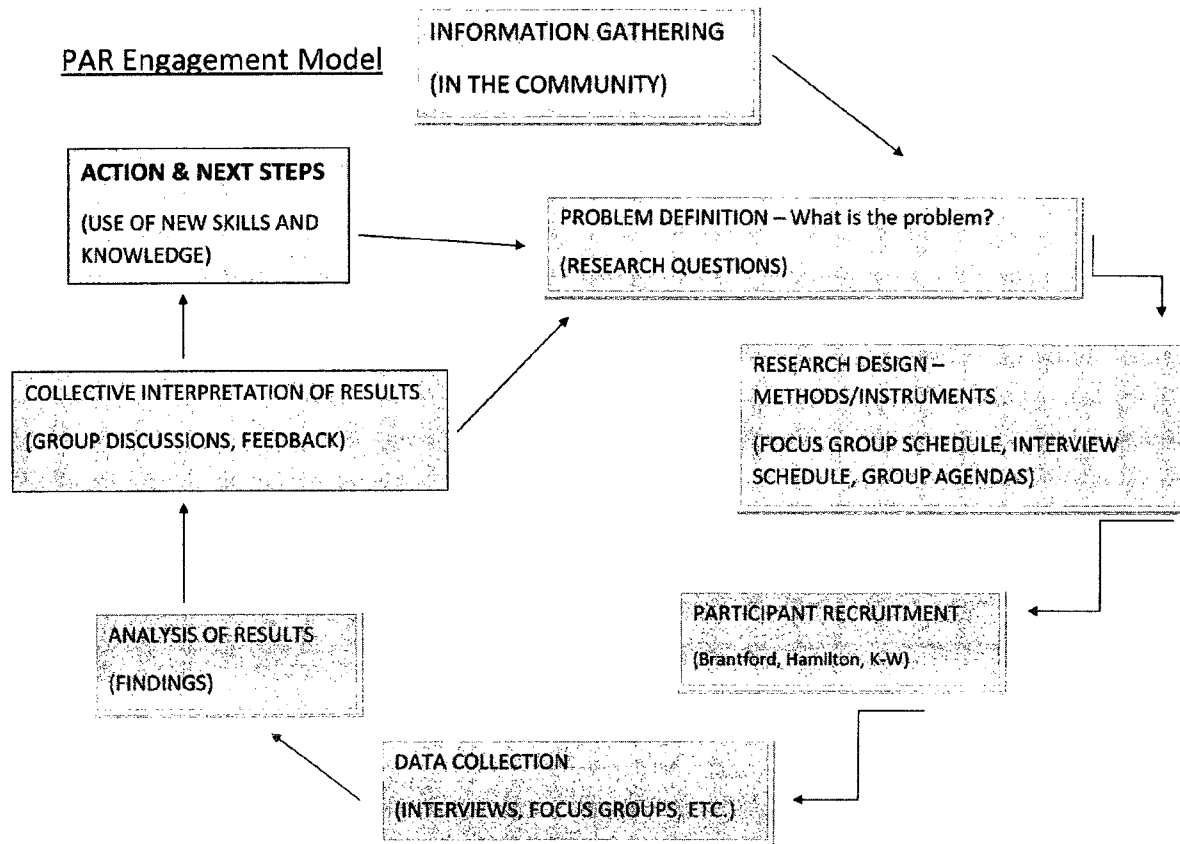 PAR Engagement Model
INFORMATION GATHERING
(IN THE COMMUNITY)
ACTION & NEXT STEPS
(USE OF NEW SKILLS AND
KNOWLEDGE)
PROBLEM DEFINITION – What is the problem?
(RESEARCH QUESTIONS)
RESEARCH DESIGN –
METHODS/INSTRUMENTS
(FOCUS GROUP SCHEDULE, INTERVIEW
SCHEDULE, GROUP AGENDAS)
COLLECTIVE INTERPRETATION OF RESULTS
(GROUP DISCUSSIONS, FEEDBACK)
PARTICIPANT RECRUITMENT
(Brantford, Hamilton, K-W)
ANALYSIS OF RESULTS
(FINDINGS)
DATA COLLECTION
(INTERVIEWS, FOCUS GROUPS, ETC.)